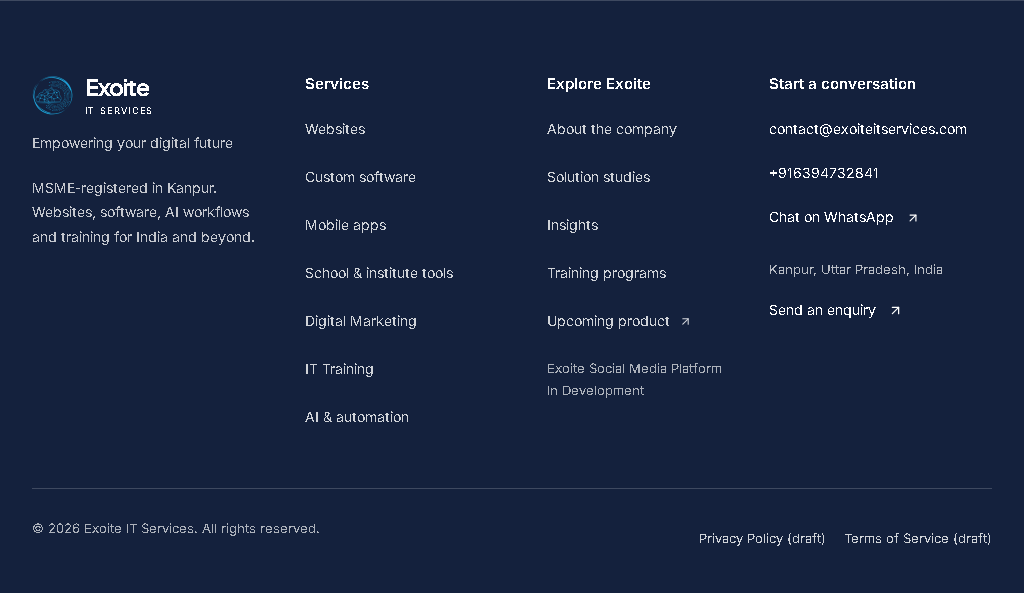 Exoite
IT SERVICES
Empowering your digital future
MSME-registered in Kanpur.
Websites, software, AI workflows
and training for India and beyond.
Services
Websites
Custom software
Mobile apps
School & institute tools
Digital Marketing
IT Training
AI & automation
Explore Exoite
About the company
Solution studies
Insights
Training programs
Upcoming product ↗
Exoite Social Media Platform
In Development
Start a conversation
contact@exoiteitservices.com
+916394732841
Chat on WhatsApp ↗
Kanpur, Uttar Pradesh, India
Send an enquiry ↗
© 2026 Exoite IT Services. All rights reserved.
Privacy Policy (draft)
Terms of Service (draft)